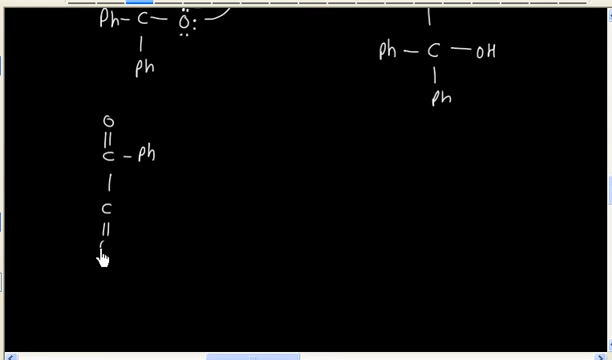 Ph – C – Ö:
Ph
Ph – C – OH
Ph
O
||
C – Ph
|
C
||